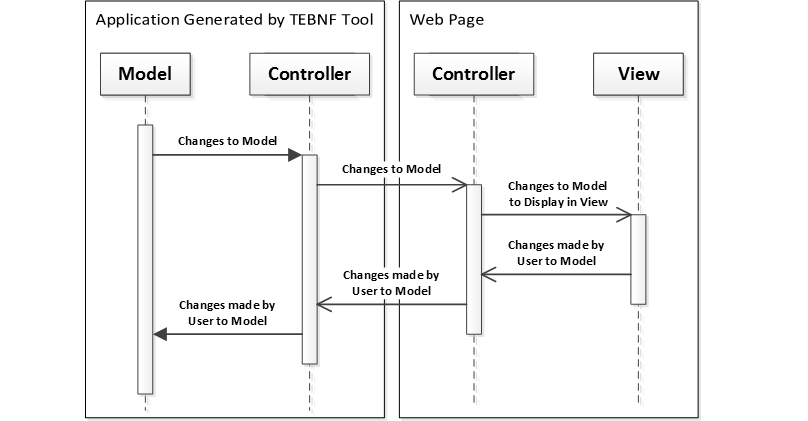 Application Generated by TEBNF Tool
Web Page
Model
Controller
Controller
View
Changes to Model
Changes to Model
Changes to Model
to Display in View
Changes made by
User to Model
Changes made by
User to Model
Changes made by
User to Model